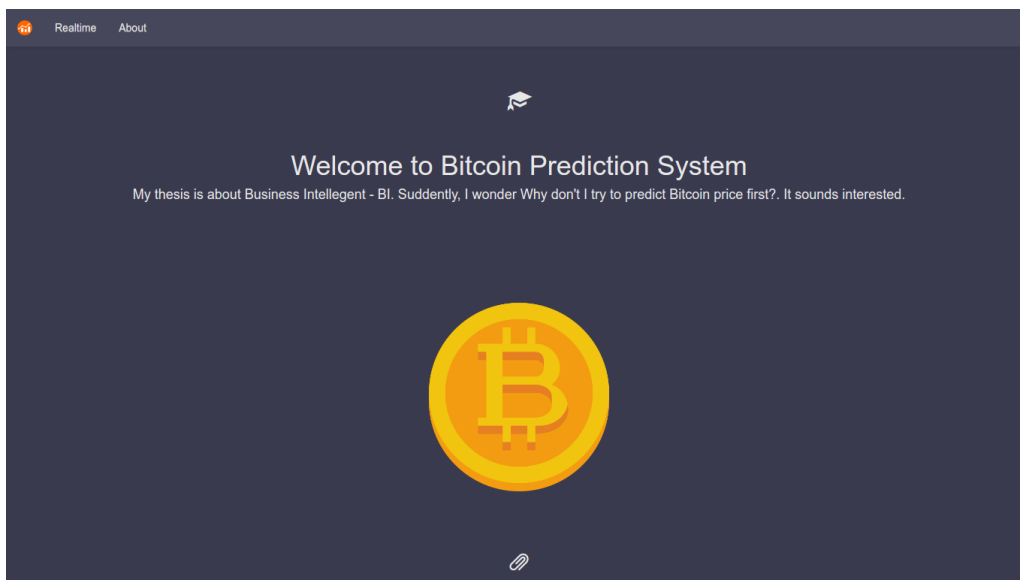 Realtime About
Welcome to Bitcoin Prediction System
My thesis is about Business Intellegent - BI. Suddently, I wonder Why don't I try to predict Bitcoin price first?. It sounds interested.